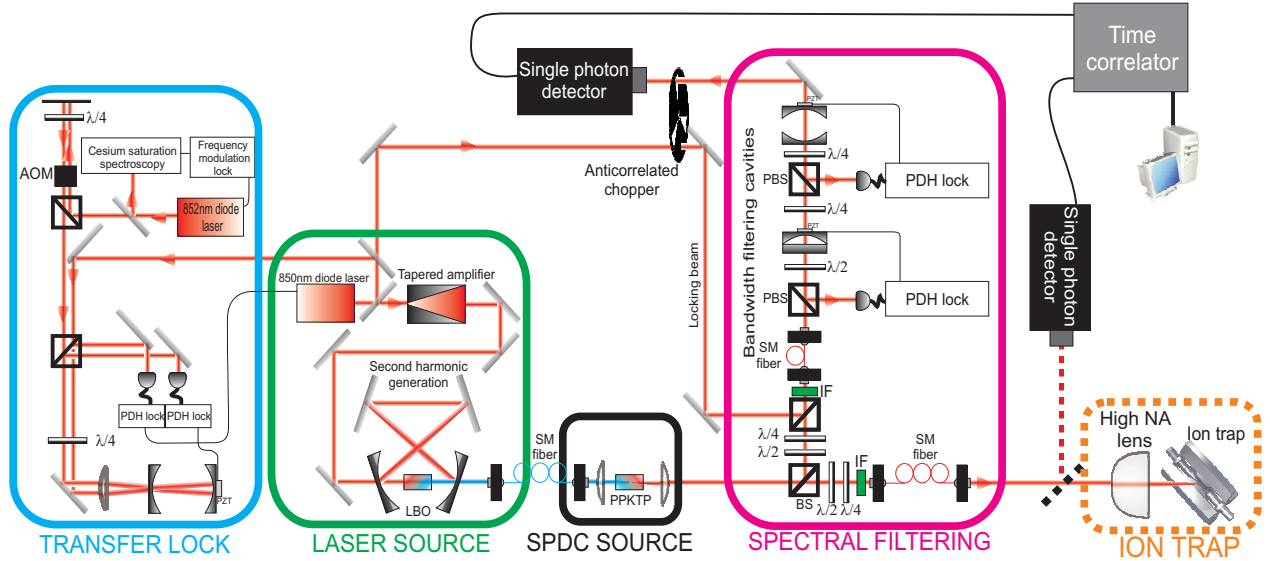 Time
correlator
Single photon
detector
λ/4
Cesium saturation
spectroscopy
Frequency
modulation
lock
AOM
852nm diode
laser
PZT
λ/4
PBS
PDH lock
λ/4
Anticorrelated
chopper
Bandwidth filtering cavities
PZT
λ/2
PBS
PDH lock
Single photon
detector
850nm diode laser
Tapered amplifier
Locking beam
SM
fiber
IF
Second harmonic
generation
PDH lock
PDH lock
λ/4
PZT
λ/4
λ/2
SM
fiber
LBO
PPKTP
BS
λ/2
λ/4
IF
SM
fiber
High NA
lens
Ion trap
TRANSFER LOCK
LASER SOURCE
SPDC SOURCE
SPECTRAL FILTERING
ION TRAP